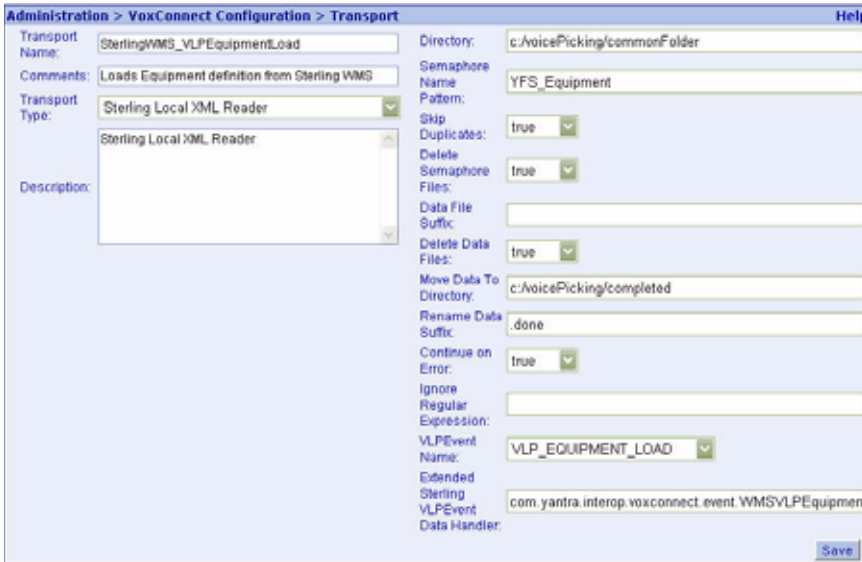 Administration > VoxConnect Configuration > Transport
Help
Transport Name: SterlingWMS_VLPEquipmentLoad
Comments: Loads Equipment definition from Sterling WMS
Transport Type: Sterling Local XML Reader
Description: Sterling Local XML Reader
Directory: c:/voicePicking/commonFolder
Semaphore Name Pattern: YFS_Equipment
Skip Duplicates: true
Delete Semaphore Files: true
Data File Suffix:
Delete Data Files: true
Move Data To Directory: c:/voicePicking/completed
Rename Data Suffix: .done
Continue on Error: true
Ignore Regular Expression:
VLPEvent Name: VLP_EQUIPMENT_LOAD
Extended Sterling VLPEvent Data Handler: com.yantra.interop.voxconnect.event.WMSVLPEquipmen
Save